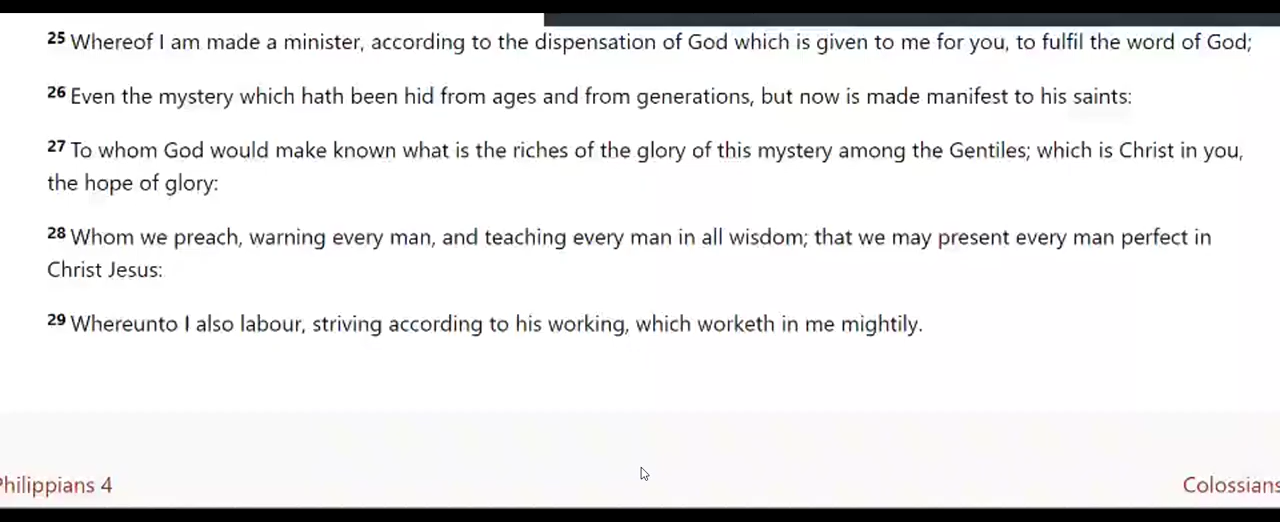 25 Whereof I am made a minister, according to the dispensation of God which is given to me for you, to fulfil the word of God;
26 Even the mystery which hath been hid from ages and from generations, but now is made manifest to his saints:
27 To whom God would make known what is the riches of the glory of this mystery among the Gentiles; which is Christ in you,
the hope of glory:
28 Whom we preach, warning every man, and teaching every man in all wisdom; that we may present every man perfect in
Christ Jesus:
29 Whereunto I also labour, striving according to his working, which worketh in me mightily.
Philippians 4
Colossians